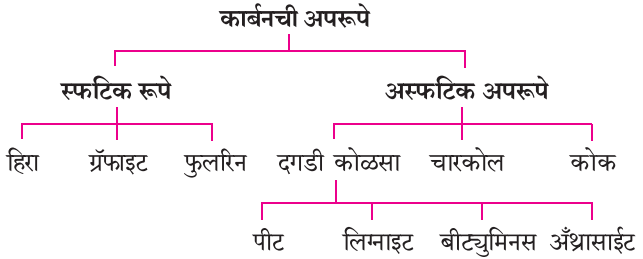 कार्बनची अपरूपे
स्फटिक रूपे अस्फटिक अपरूपे
हिरा ग्रॅफाइट फुलरिन दगडी कोळसा चारकोल कोक
पीट लिग्नाइट बीट्युमिनस अँथ्रासाईट